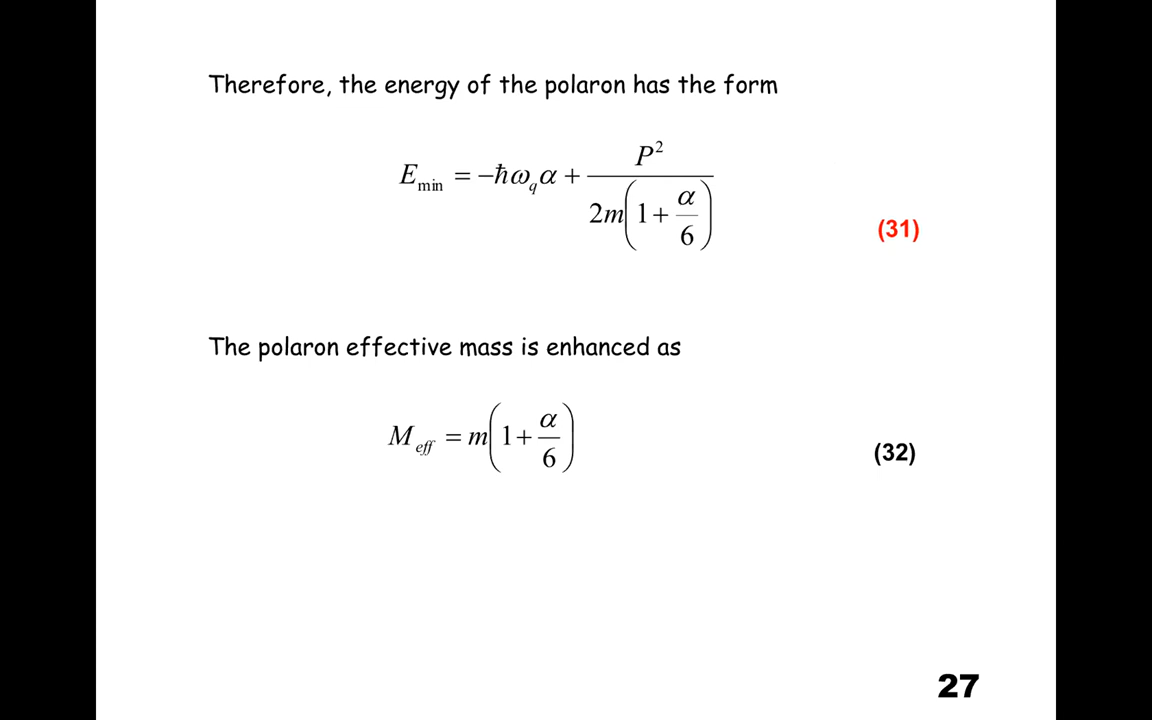 Therefore, the energy of the polaron has the form
E_min = −ħω_q α + P² / 2m(1 + α/6)
(31)
The polaron effective mass is enhanced as
M_eff = m(1 + α/6)
(32)
27